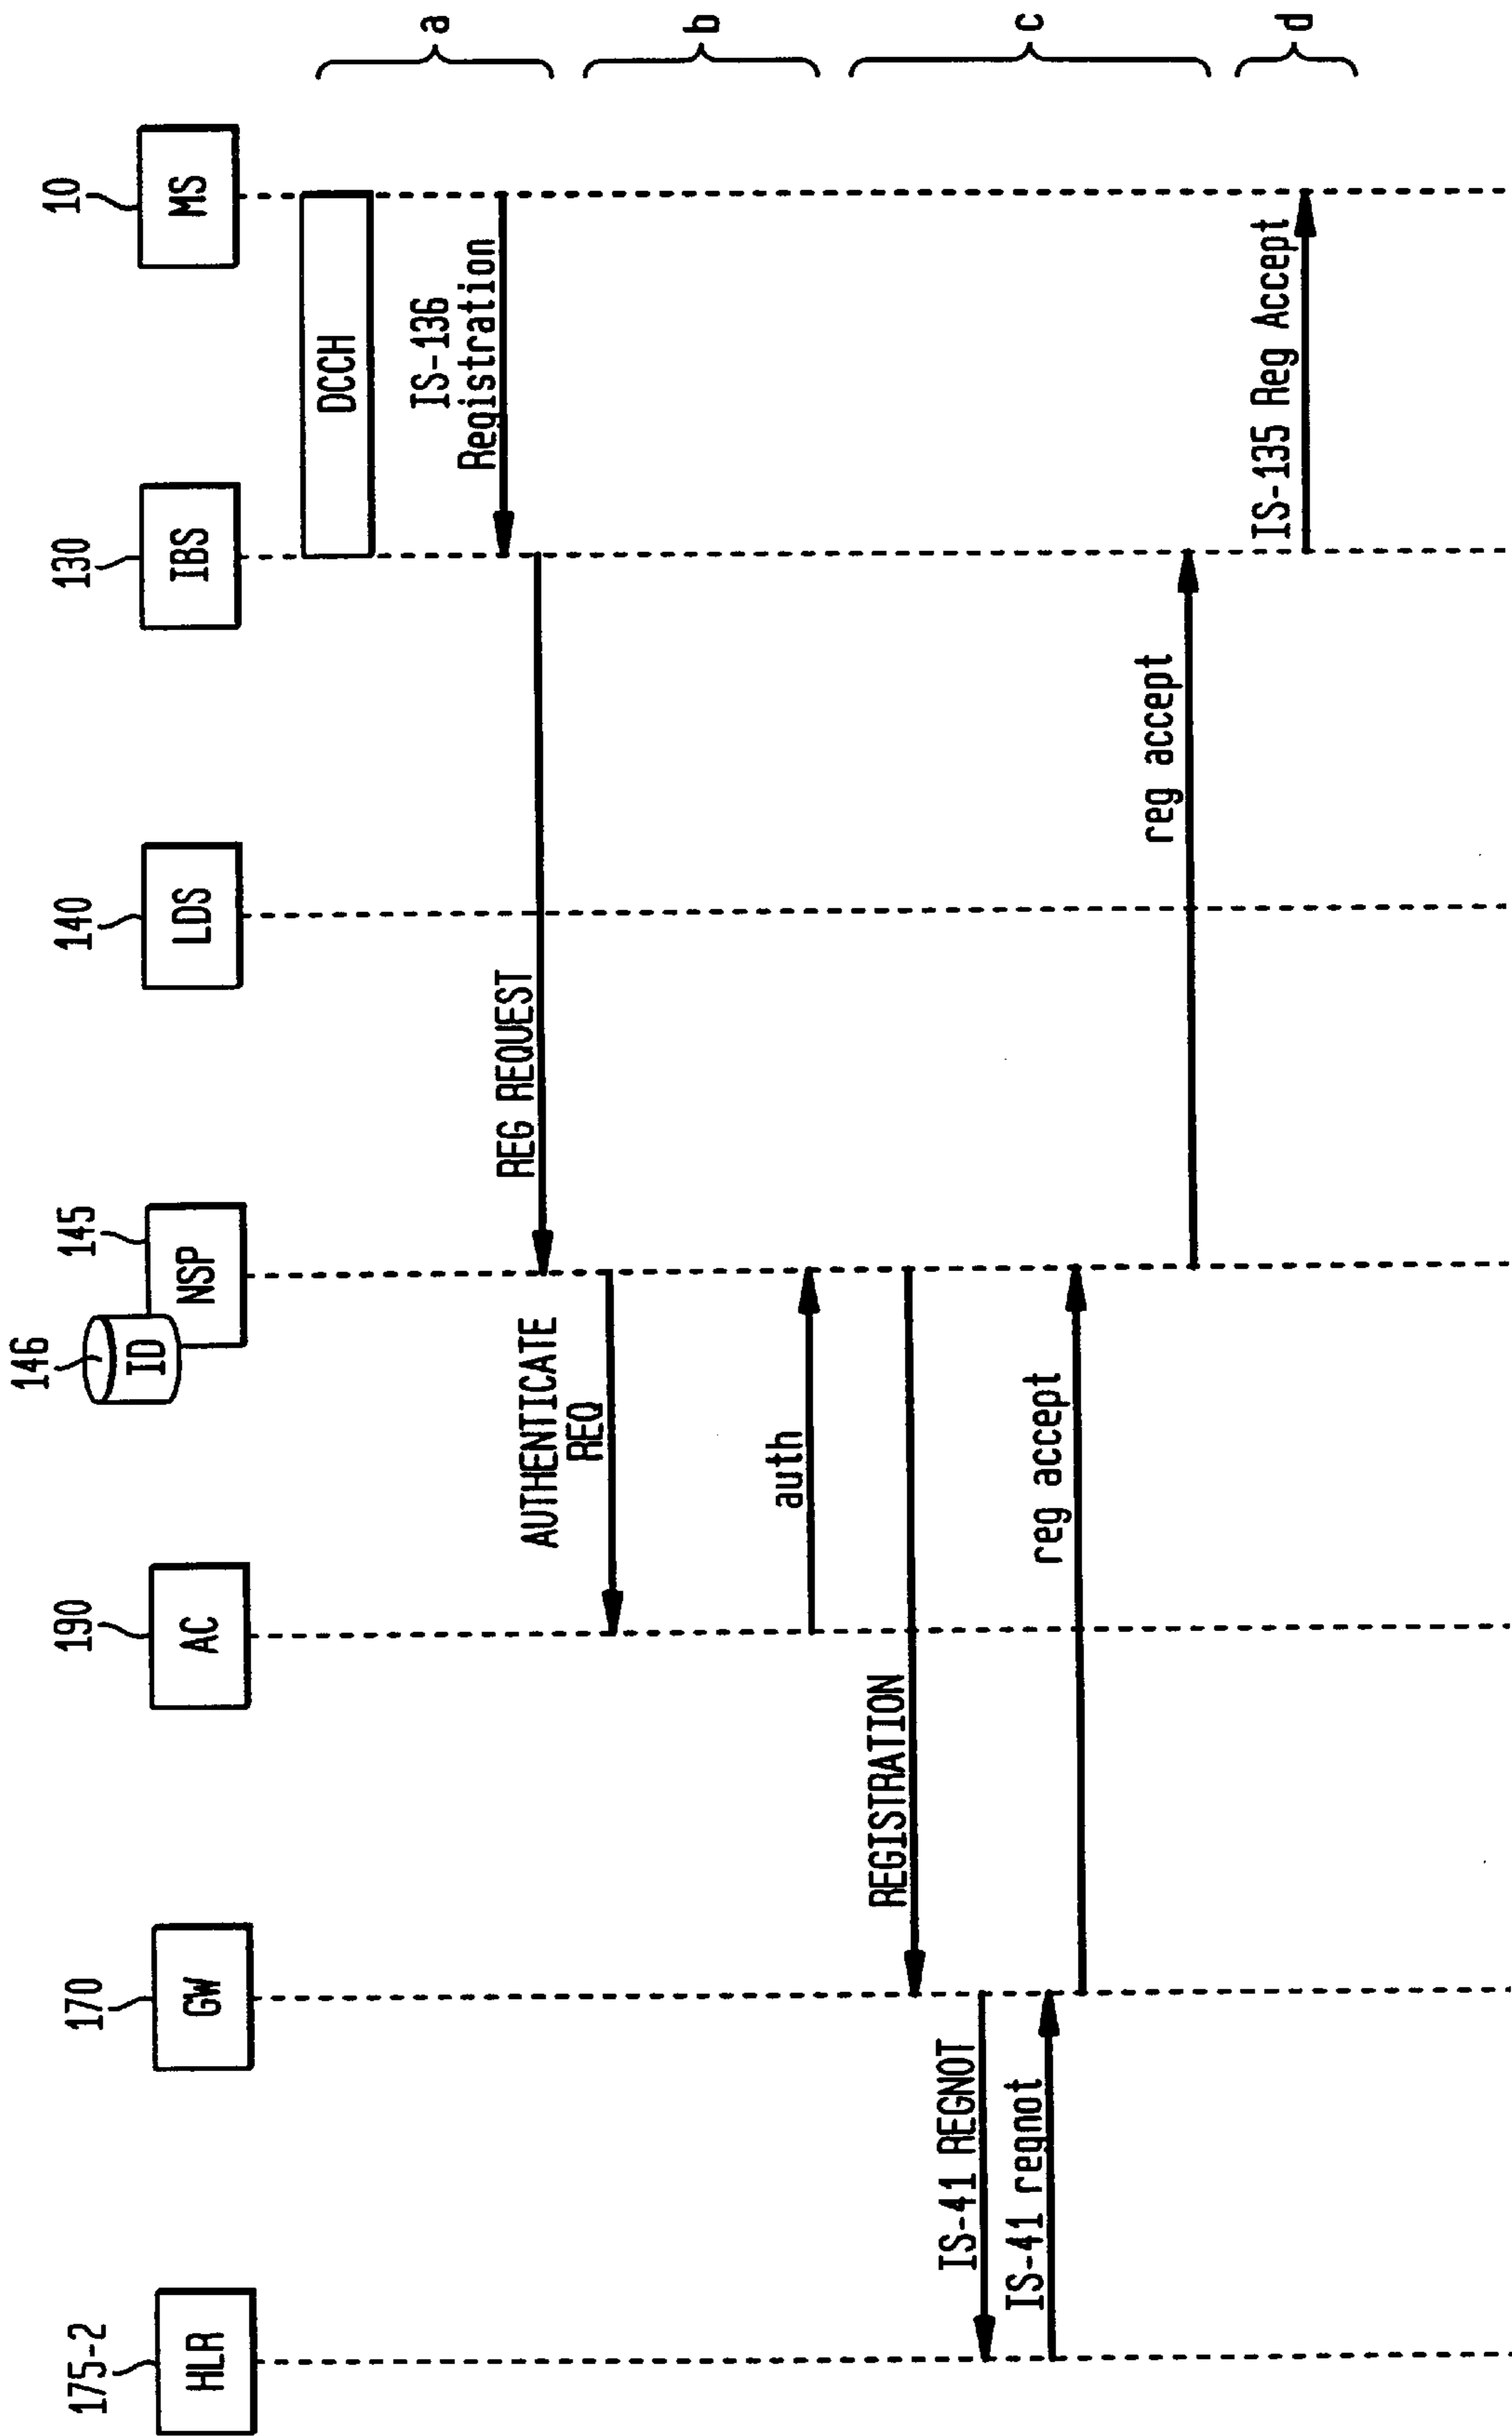 175-2
170
190
146
145
140
130
10
HLR
GW
AC
ID
NSP
LDS
IBS
MS
DCCH
a
IS-136
Registration
REG REQUEST
AUTHENTICATE
REQ
b
auth
REGISTRATION
IS-41 REGNOT
IS-41 regnot
c
reg accept
reg accept
IS-135 Reg Accept
d